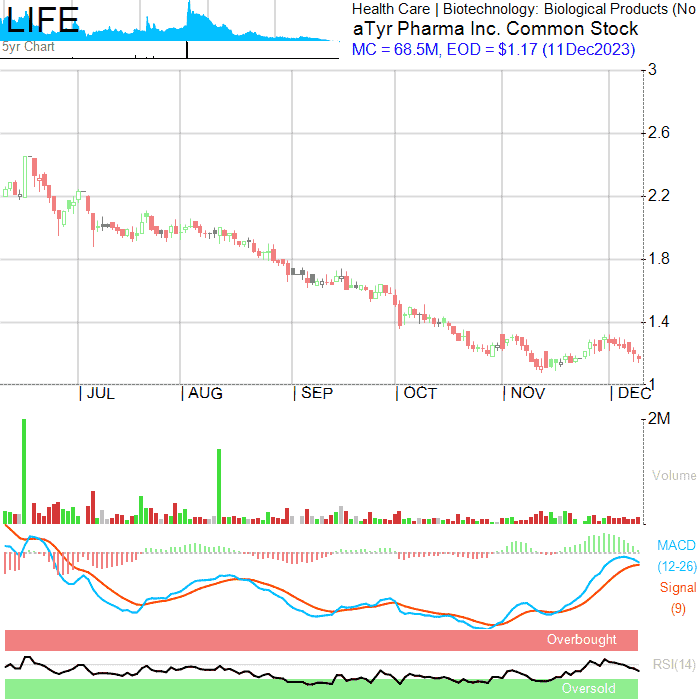 LIFE
5yr Chart
Health Care | Biotechnology: Biological Products (No
aTyr Pharma Inc. Common Stock
MC = 68.5M, EOD = $1.17 (11Dec2023)
3
2.6
2.2
1.8
1.4
1
JUL
AUG
SEP
OCT
NOV
DEC
2M
Volume
MACD
(12-26)
Signal
(9)
Overbought
RSI(14)
Oversold